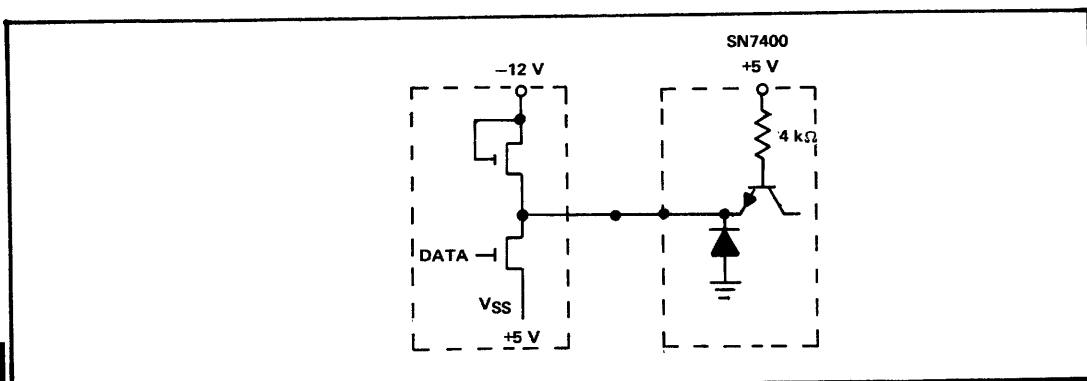 SN7400
−12 V
+5 V
4 kΩ
DATA
VSS
+5 V